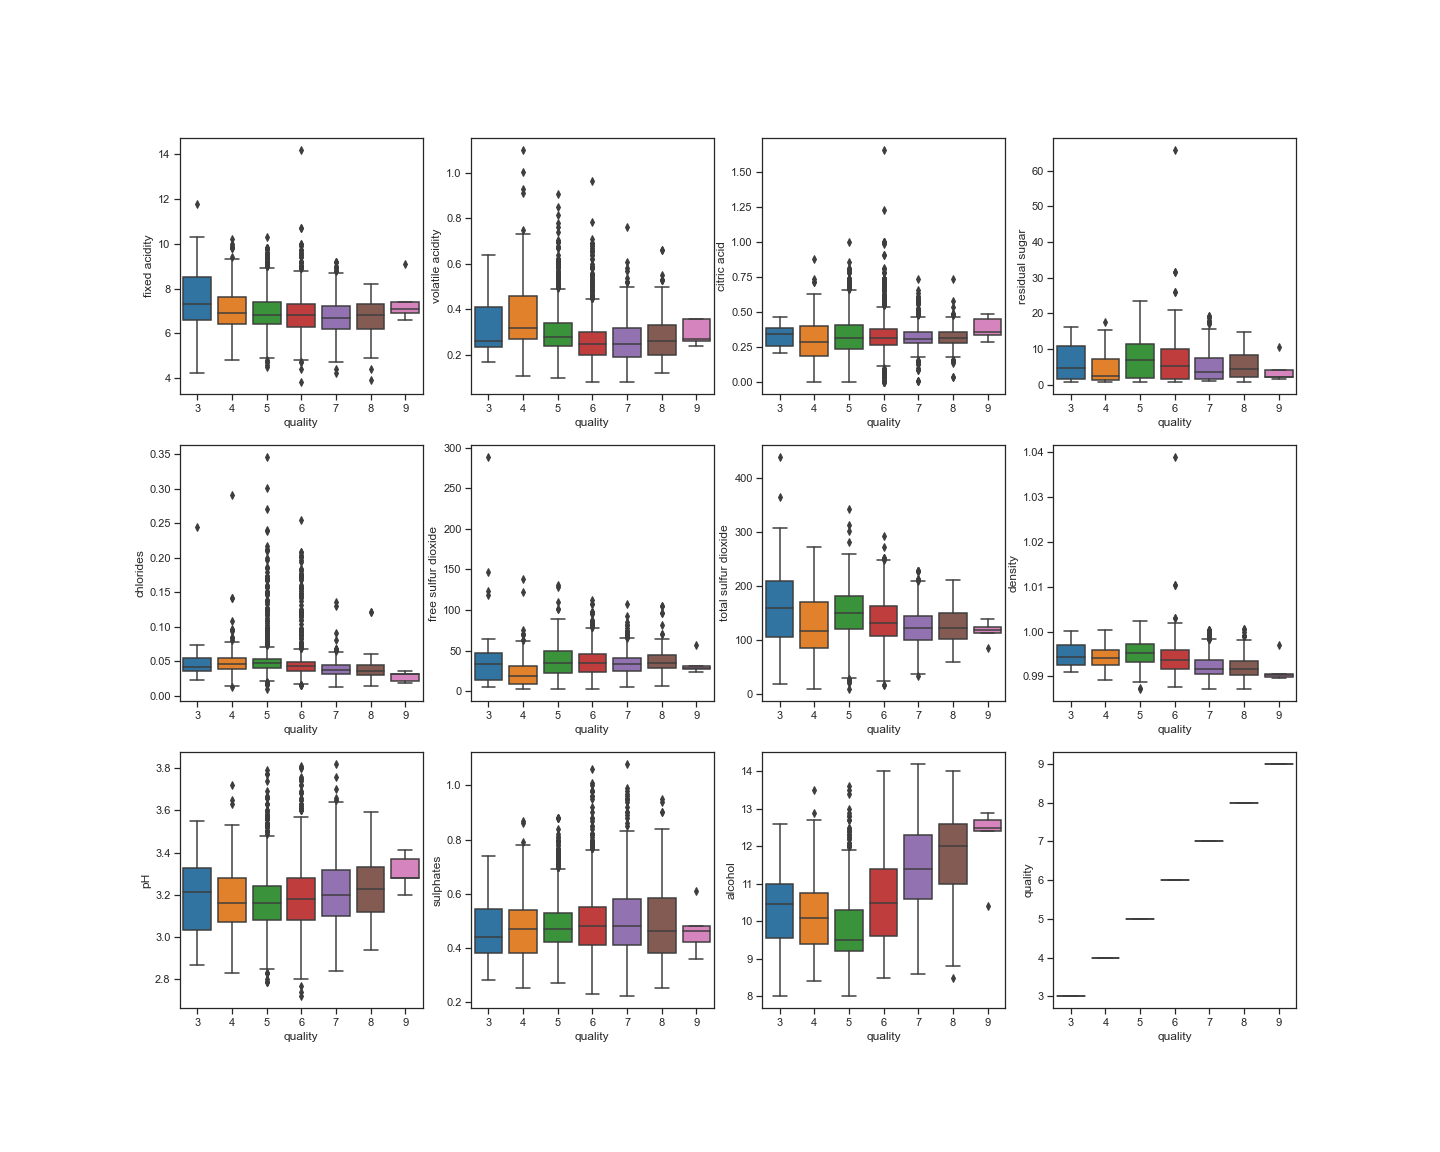 fixed acidity
14
12
10
8
6
4
3 4 5 6 7 8 9
quality
volatile acidity
1.0
0.8
0.6
0.4
0.2
3 4 5 6 7 8 9
quality
citric acid
1.50
1.25
1.00
0.75
0.50
0.25
0.00
3 4 5 6 7 8 9
quality
residual sugar
60
50
40
30
20
10
0
3 4 5 6 7 8 9
quality
chlorides
0.35
0.30
0.25
0.20
0.15
0.10
0.05
0.00
3 4 5 6 7 8 9
quality
free sulfur dioxide
300
250
200
150
100
50
0
3 4 5 6 7 8 9
quality
total sulfur dioxide
400
300
200
100
0
3 4 5 6 7 8 9
quality
density
1.04
1.03
1.02
1.01
1.00
0.99
3 4 5 6 7 8 9
quality
pH
3.8
3.6
3.4
3.2
3.0
2.8
3 4 5 6 7 8 9
quality
sulphates
1.0
0.8
0.6
0.4
0.2
3 4 5 6 7 8 9
quality
alcohol
14
13
12
11
10
9
8
3 4 5 6 7 8 9
quality
quality
9
8
7
6
5
4
3
3 4 5 6 7 8 9
quality